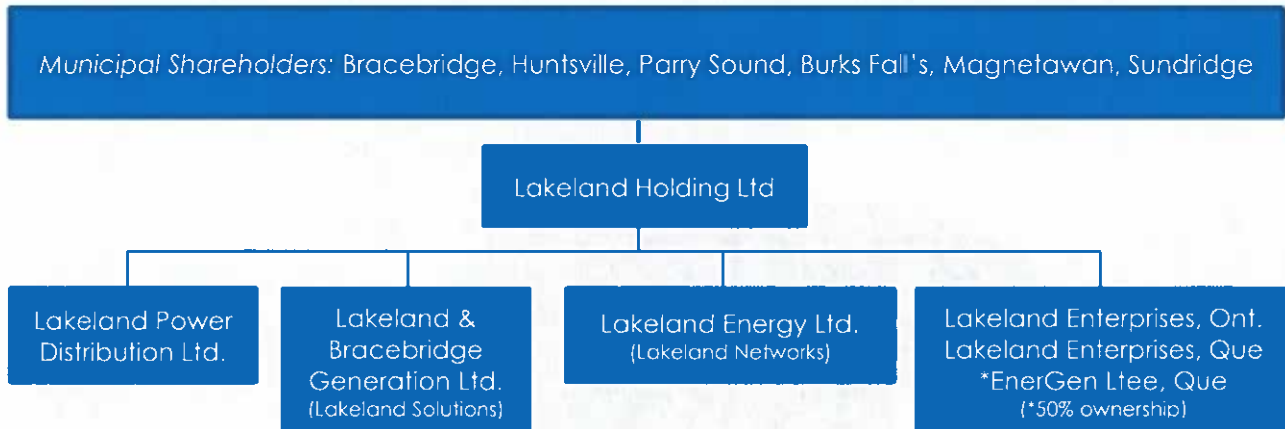 Municipal Shareholders: Bracebridge, Huntsville, Parry Sound, Burks Fall's, Magnetawan, Sundridge
Lakeland Holding Ltd
Lakeland Power
Distribution Ltd.
Lakeland &
Bracebridge
Generation Ltd.
(Lakeland Solutions)
Lakeland Energy Ltd.
(Lakeland Networks)
Lakeland Enterprises, Ont.
Lakeland Enterprises, Que
*EnerGen Ltee, Que
(*50% ownership)